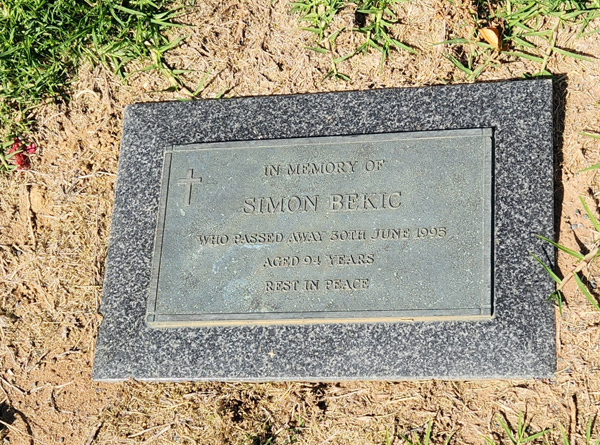 IN MEMORY OF
SIMON BEKIC
WHO PASSED AWAY 30TH JUNE 1995
AGED 94 YEARS
REST IN PEACE